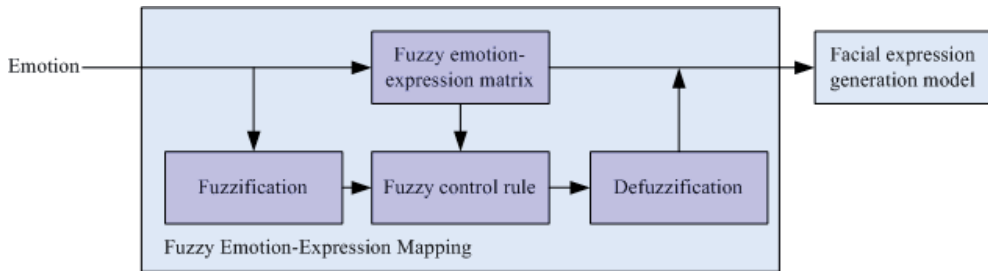 Emotion
Fuzzy emotion-
expression matrix
Facial expression
generation model
Fuzzification
Fuzzy control rule
Defuzzification
Fuzzy Emotion-Expression Mapping